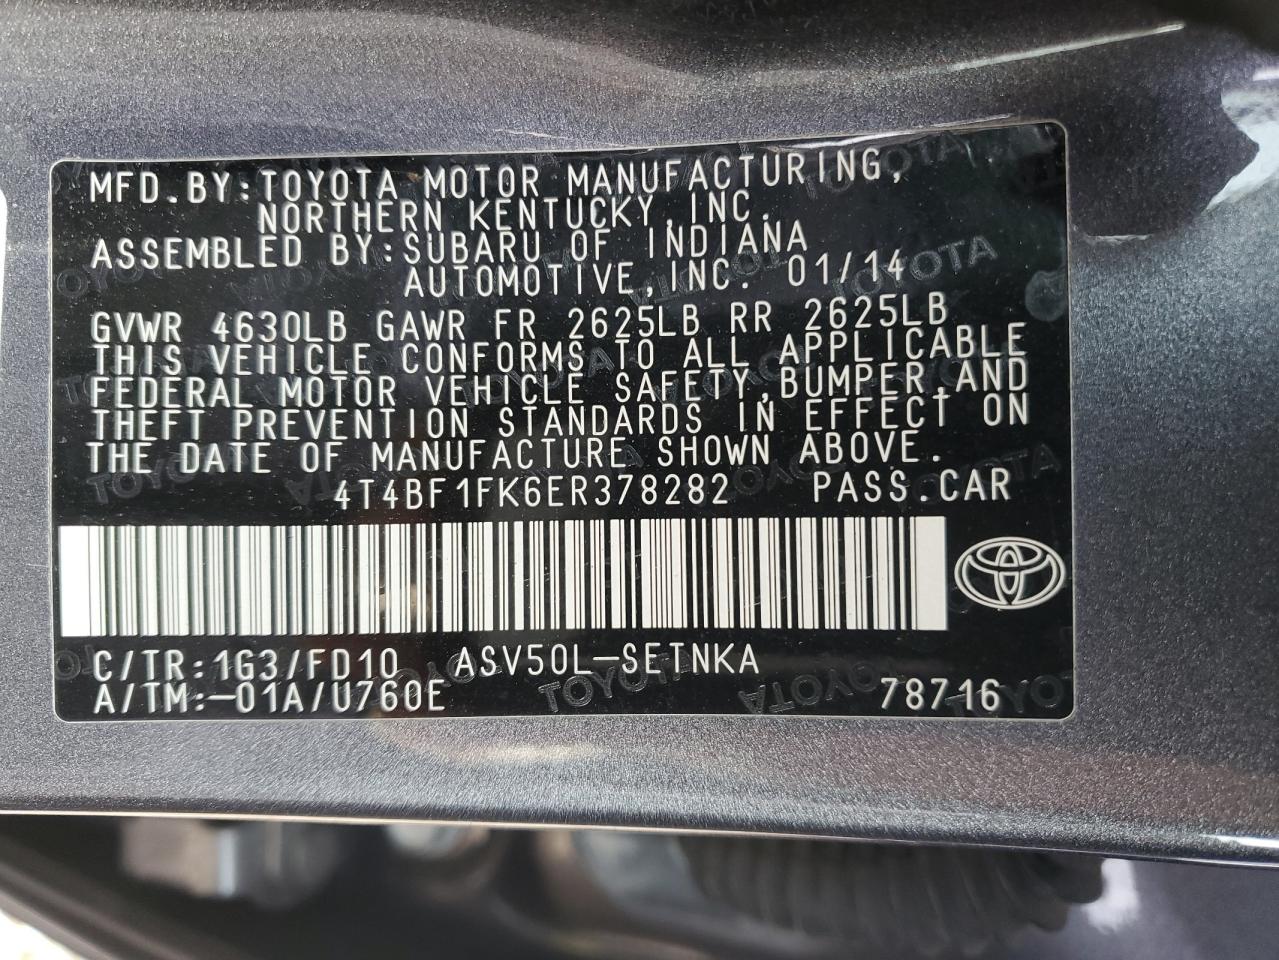 MFD.BY:TOYOTA MOTOR MANUFACTURING,
NORTHERN KENTUCKY,INC.
ASSEMBLED BY:SUBARU OF INDIANA
AUTOMOTIVE,INC. 01/14
GVWR 4630LB GAWR FR 2625LB RR 2625LB
THIS VEHICLE CONFORMS TO ALL APPLICABLE
FEDERAL MOTOR VEHICLE SAFETY,BUMPER,AND
THEFT PREVENTION STANDARDS IN EFFECT ON
THE DATE OF MANUFACTURE SHOWN ABOVE.
4T4BF1FK6ER378282 PASS.CAR
C/TR:1G3/FD10 ASV50L-SETNKA
A/TM:-01A/U760E 78716